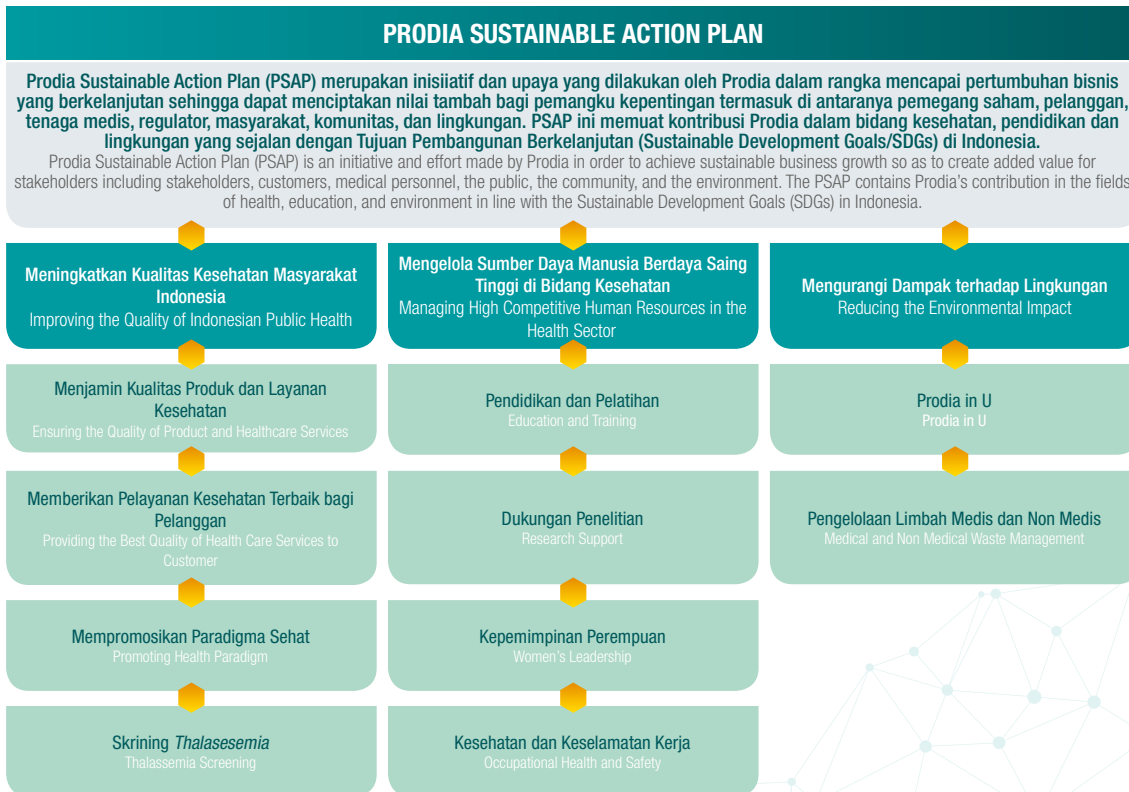 PRODIA SUSTAINABLE ACTION PLAN
Prodia Sustainable Action Plan (PSAP) merupakan inisiiatif dan upaya yang dilakukan oleh Prodia dalam rangka mencapai pertumbuhan bisnis
yang berkelanjutan sehingga dapat menciptakan nilai tambah bagi pemangku kepentingan termasuk di antaranya pemegang saham, pelanggan,
tenaga medis, regulator, masyarakat, komunitas, dan lingkungan. PSAP ini memuat kontribusi Prodia dalam bidang kesehatan, pendidikan dan
lingkungan yang sejalan dengan Tujuan Pembangunan Berkelanjutan (Sustainable Development Goals/SDGs) di Indonesia.
Prodia Sustainable Action Plan (PSAP) is an initiative and effort made by Prodia in order to achieve sustainable business growth so as to create added value for
stakeholders including stakeholders, customers, medical personnel, the public, the community, and the environment. The PSAP contains Prodia's contribution in the fields
of health, education, and environment in line with the Sustainable Development Goals (SDGs) in Indonesia.
Meningkatkan Kualitas Kesehatan Masyarakat
Indonesia
Improving the Quality of Indonesian Public Health
Menjamin Kualitas Produk dan Layanan
Kesehatan
Ensuring the Quality of Product and Healthcare Services
Memberikan Pelayanan Kesehatan Terbaik bagi
Pelanggan
Providing the Best Quality of Health Care Services to
Customer
Mempromosikan Paradigma Sehat
Promoting Health Paradigm
Skrining Thalasesemia
Thalassemia Screening
Mengelola Sumber Daya Manusia Berdaya Saing
Tinggi di Bidang Kesehatan
Managing High Competitive Human Resources in the
Health Sector
Pendidikan dan Pelatihan
Education and Training
Dukungan Penelitian
Research Support
Kepemimpinan Perempuan
Women's Leadership
Kesehatan dan Keselamatan Kerja
Occupational Health and Safety
Mengurangi Dampak terhadap Lingkungan
Reducing the Environmental Impact
Prodia in U
Prodia in U
Pengelolaan Limbah Medis dan Non Medis
Medical and Non Medical Waste Management